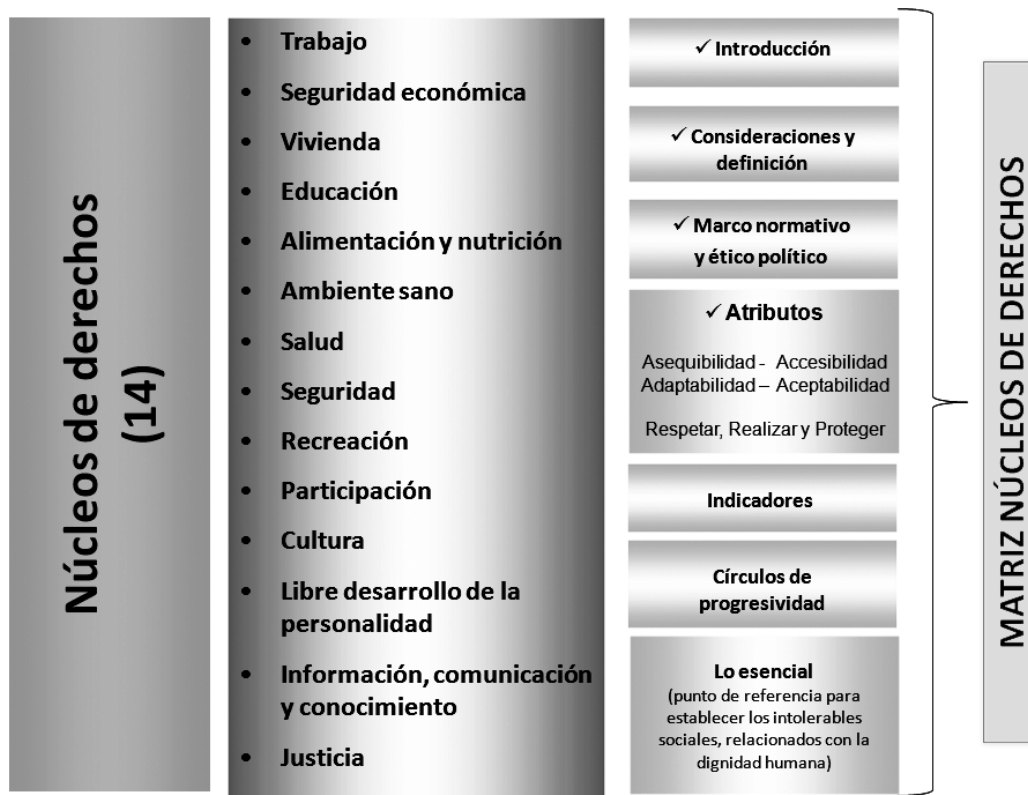 Núcleos de derechos
(14)
• Trabajo
• Seguridad económica
• Vivienda
• Educación
• Alimentación y nutrición
• Ambiente sano
• Salud
• Seguridad
• Recreación
• Participación
• Cultura
• Libre desarrollo de la
personalidad
• Información, comunicación
y conocimiento
• Justicia
✓ Introducción
✓ Consideraciones y
definición
✓ Marco normativo
y ético político
✓ Atributos
Asequibilidad - Accesibilidad
Adaptabilidad – Aceptabilidad
Respetar, Realizar y Proteger
Indicadores
Círculos de
progresividad
Lo esencial
(punto de referencia para
establecer los intolerables
sociales, relacionados con la
dignidad humana)
MATRIZ NÚCLEOS DE DERECHOS